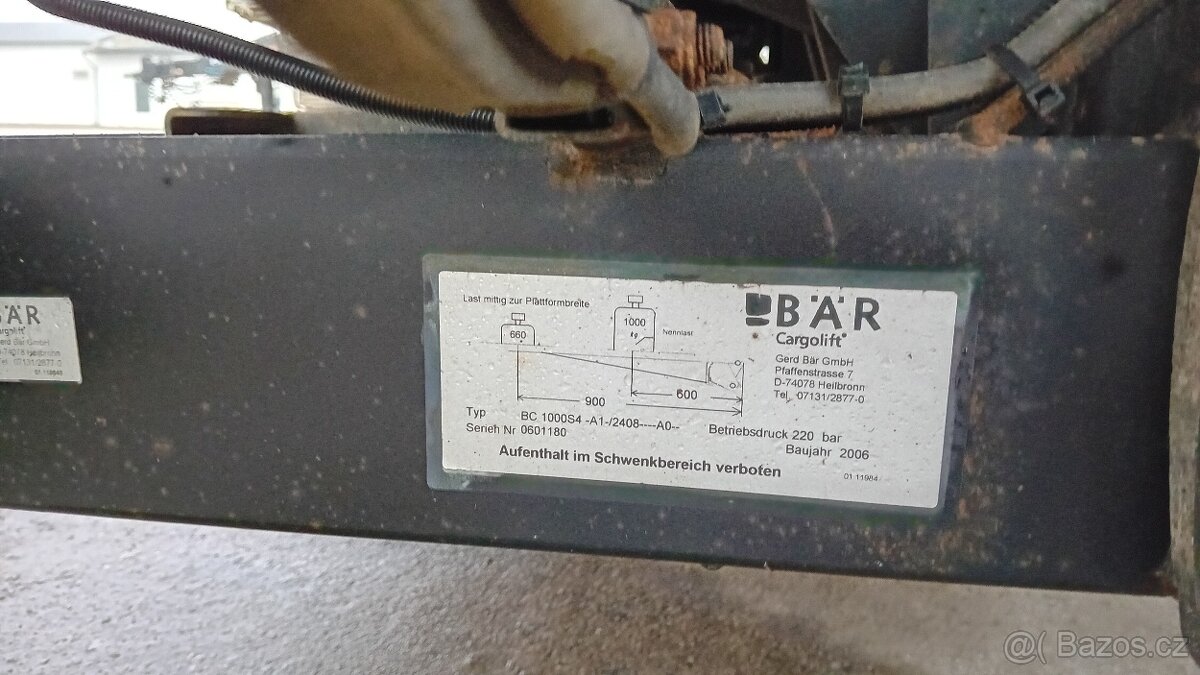 BÄR
Cargolift
Gerd Bär GmbH
D-74078 Heilbronn
Tel. 07131/2877-0
Last mittig zur Plattformbreite
660
1000
kg
Nennlast
600
900
BÄR
Cargolift
Gerd Bär GmbH
Pfaffenstrasse 7
D-74078 Heilbronn
Tel. 07131/2877-0
Typ BC 1000S4 -A1-/2408----A0--
Serieh Nr 0601180
Betriebsdruck 220 bar
Baujahr 2006
Aufenthalt im Schwenkbereich verboten
01 11984
@( Bazos.cz